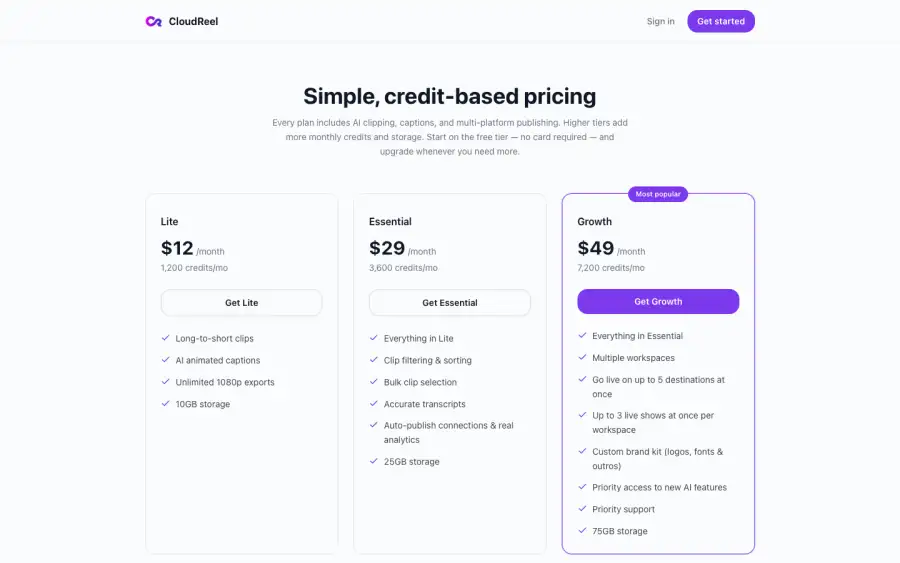 CloudReel
Sign in
Get started
Simple, credit-based pricing
Every plan includes AI clipping, captions, and multi-platform publishing. Higher tiers add
more monthly credits and storage. Start on the free tier — no card required — and
upgrade whenever you need more.
Lite
$12 /month
1,200 credits/mo
Get Lite
Long-to-short clips
AI animated captions
Unlimited 1080p exports
10GB storage
Essential
$29 /month
3,600 credits/mo
Get Essential
Everything in Lite
Clip filtering & sorting
Bulk clip selection
Accurate transcripts
Auto-publish connections & real
analytics
25GB storage
Most popular
Growth
$49 /month
7,200 credits/mo
Get Growth
Everything in Essential
Multiple workspaces
Go live on up to 5 destinations at
once
Up to 3 live shows at once per
workspace
Custom brand kit (logos, fonts &
outros)
Priority access to new AI features
Priority support
75GB storage